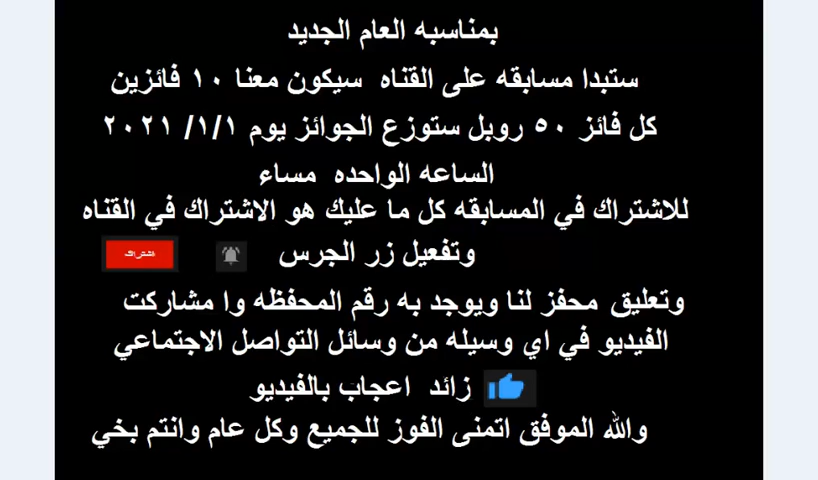 بمناسبه العام الجديد
ستبدا مسابقه على القناه سيكون معنا ١٠ فائزين
كل فائز ٥٠ روبل ستوزع الجوائز يوم ١/١/ ٢٠٢١
الساعه الواحده مساء
للاشتراك في المسابقه كل ما عليك هو الاشتراك في القناه
وتفعيل زر الجرس
اشتراك
وتعليق محفز لنا ويوجد به رقم المحفظه وا مشاركت
الفيديو في اي وسيله من وسائل التواصل الاجتماعي
زائد اعجاب بالفيديو
والله الموفق اتمنى الفوز للجميع وكل عام وانتم بخي